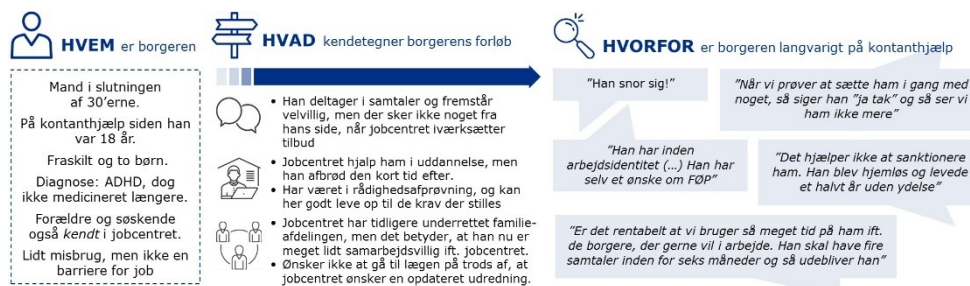 HVEM er borgeren
Mand i slutningen
af 30'erne.
På kontanthjælp siden han
var 18 år.
Fraskilt og to børn.
Diagnose: ADHD, dog
ikke medicineret længere.
Forældre og søskende
også kendt i jobcentret.
Lidt misbrug, men ikke en
barriere for job
HVAD kendetegner borgerens forløb
• Han deltager i samtaler og fremstår
velvillig, men der sker ikke noget fra
hans side, når jobcentret iværksætter
tilbud
• Jobcentret hjalp ham i uddannelse, men
han afbrød den kort tid efter.
• Har været i rådighedsafprøvning, og kan
her godt leve op til de krav der stilles
• Jobcentret har tidligere underrettet familie-
afdelingen, men det betyder, at han nu er
meget lidt samarbejdsvillig ift. jobcentret.
• Ønsker ikke at gå til lægen på trods af, at
jobcentret ønsker en opdateret udredning.
HVORFOR er borgeren langvarigt på kontanthjælp
"Han snor sig!"
"Når vi prøver at sætte ham i gang med
noget, så siger han "ja tak" og så ser vi
ham ikke mere"
"Han har inden
arbejdsidentitet (...) Han har
selv et ønske om FØP"
"Det hjælper ikke at sanktionere
ham. Han blev hjemløs og levede
et halvt år uden ydelse"
"Er det rentabelt at vi bruger så meget tid på ham ift.
de borgere, der gerne vil i arbejde. Han skal have fire
samtaler inden for seks måneder og så udebliver han"